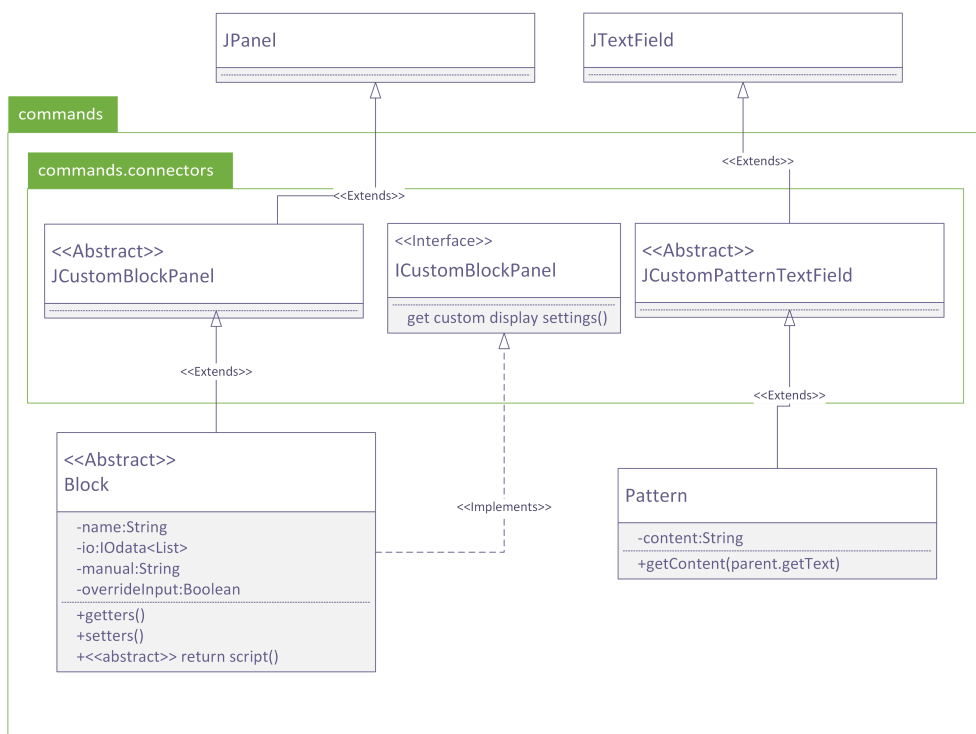 JPanel
JTextField
commands
commands.connectors
<<Extends>>
<<Extends>>
<<Abstract>>
JCustomBlockPanel
<<Interface>>
ICustomBlockPanel
get custom display settings()
<<Abstract>>
JCustomPatternTextField
<<Extends>>
<<Extends>>
<<Abstract>>
Block
-name:String
-io:IOdata<List>
-manual:String
-overrideInput:Boolean
+getters()
+setters()
+<<abstract>> return script()
<<Implements>>
Pattern
-content:String
+getContent(parent.getText)